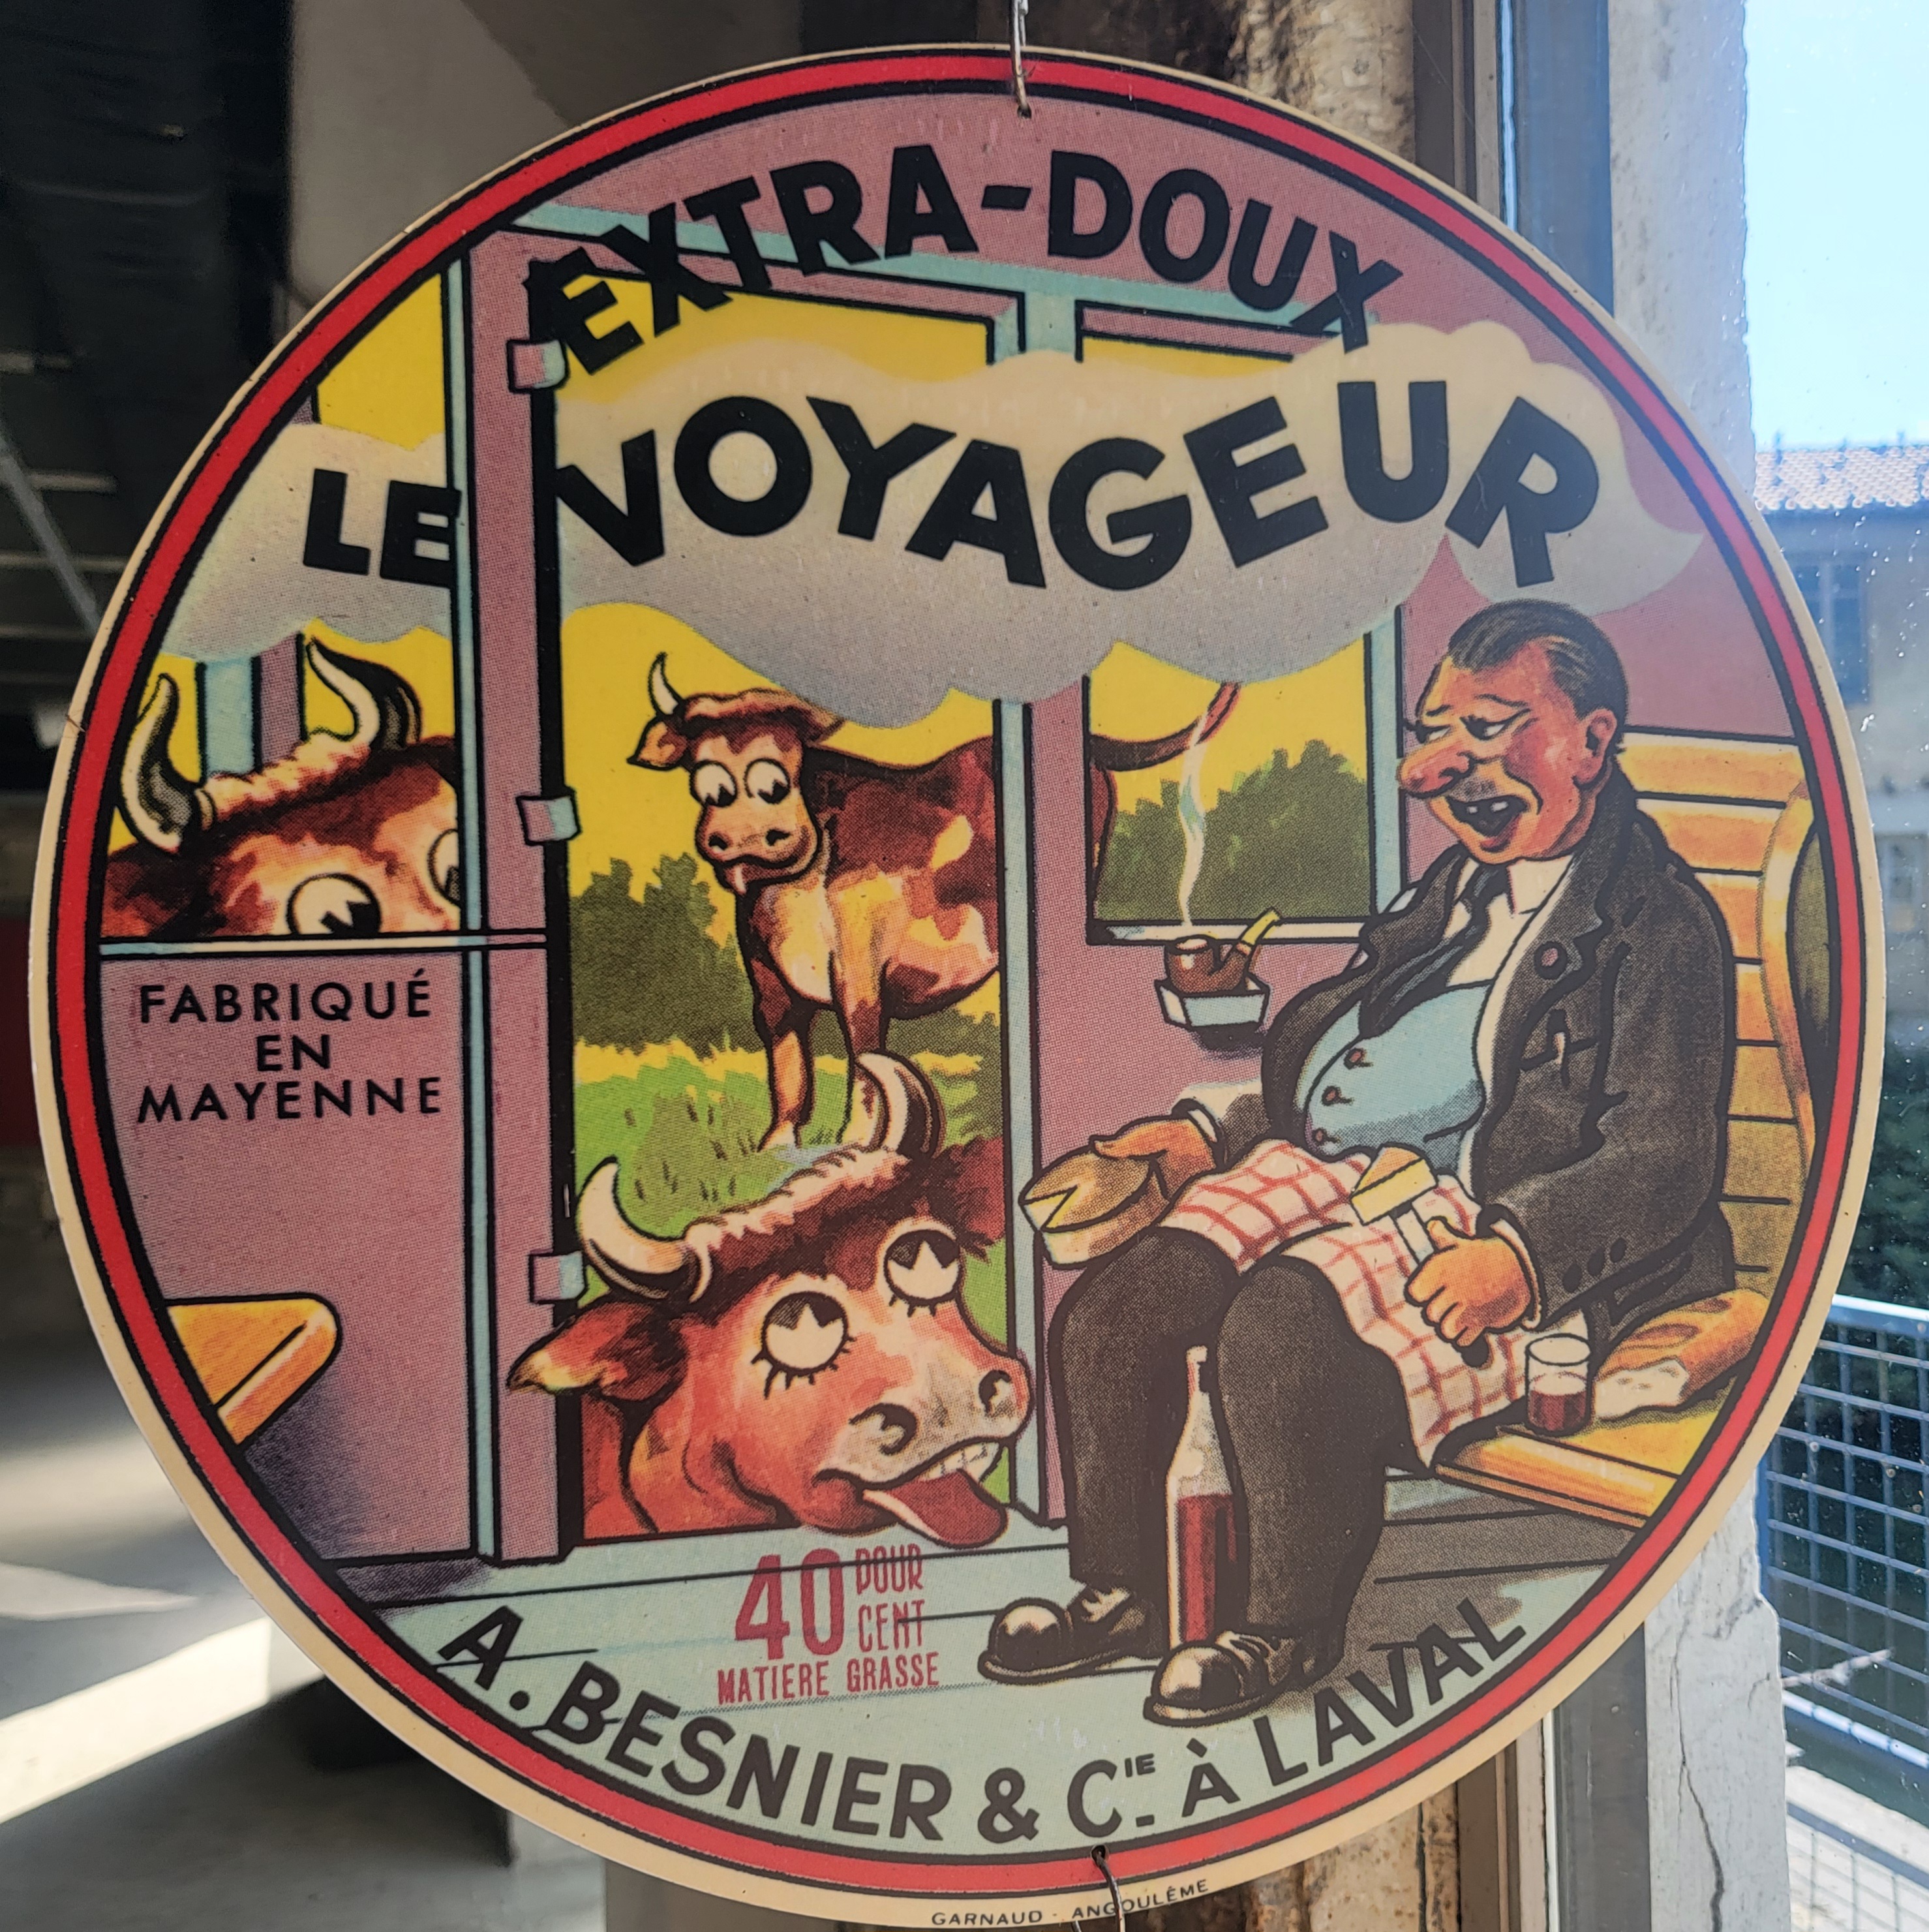 EXTRA-DOUX
LE VOYAGEUR
FABRIQUÉ
EN
MAYENNE
40 POUR
CENT
MATIERE GRASSE
A. BESNIER & CIE À LAVAL
GARNAUD - ANGOULÊME